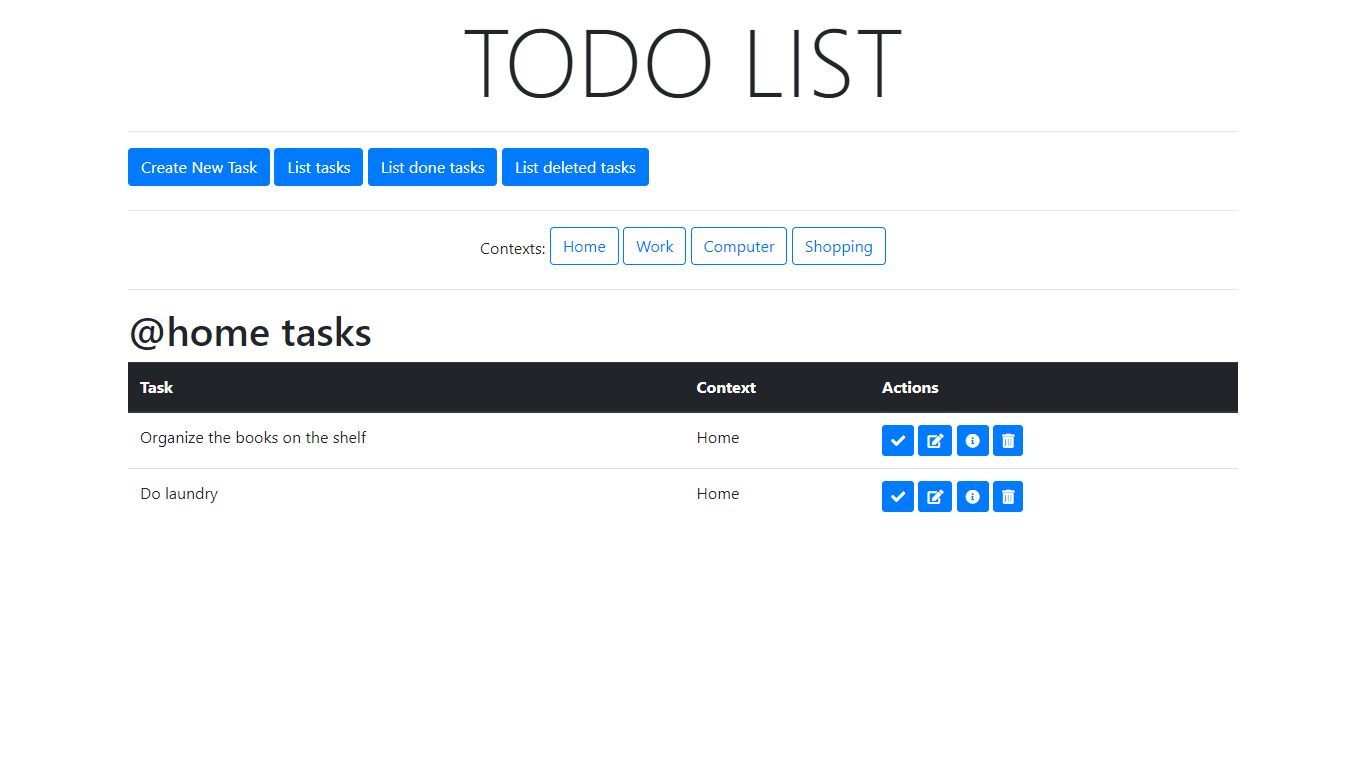 TODO LIST
Create New Task List tasks List done tasks List deleted tasks
Contexts: Home Work Computer Shopping
@home tasks
Task Context Actions
Organize the books on the shelf Home
Do laundry Home